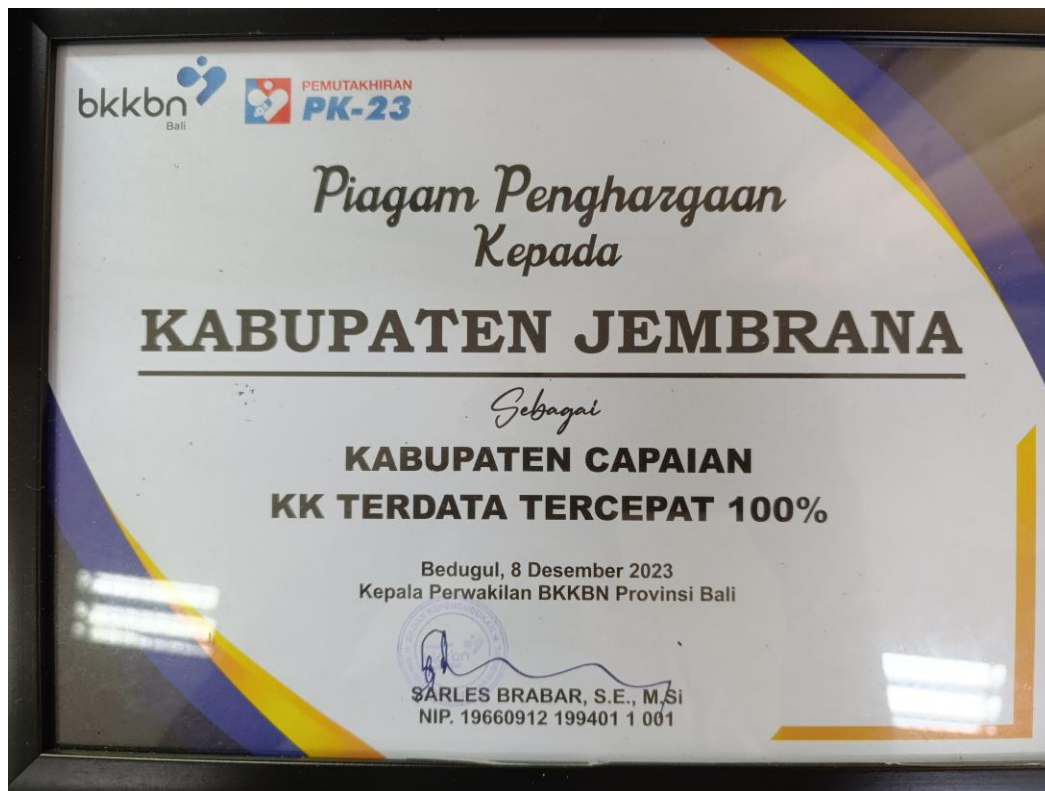 bkkbn
Bali
PEMUTAKHIRAN
PK-23
Piagam Penghargaan
Kepada
KABUPATEN JEMBRANA
Sebagai
KABUPATEN CAPAIAN
KK TERDATA TERCEPAT 100%
Bedugul, 8 Desember 2023
Kepala Perwakilan BKKBN Provinsi Bali
SARLES BRABAR, S.E., M.Si
NIP. 19660912 199401 1 001